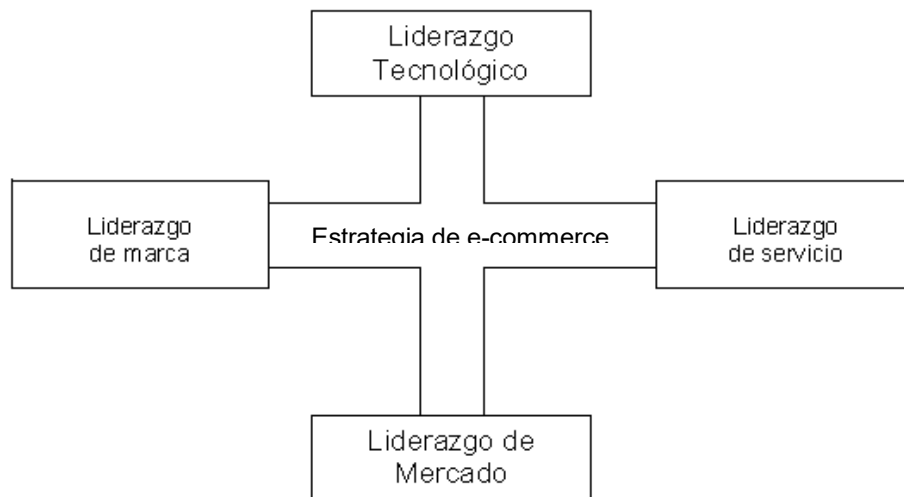 Liderazgo
Tecnológico
Liderazgo
de marca
Estrategia de e-commerce
Liderazgo
de servicio
Liderazgo de
Mercado